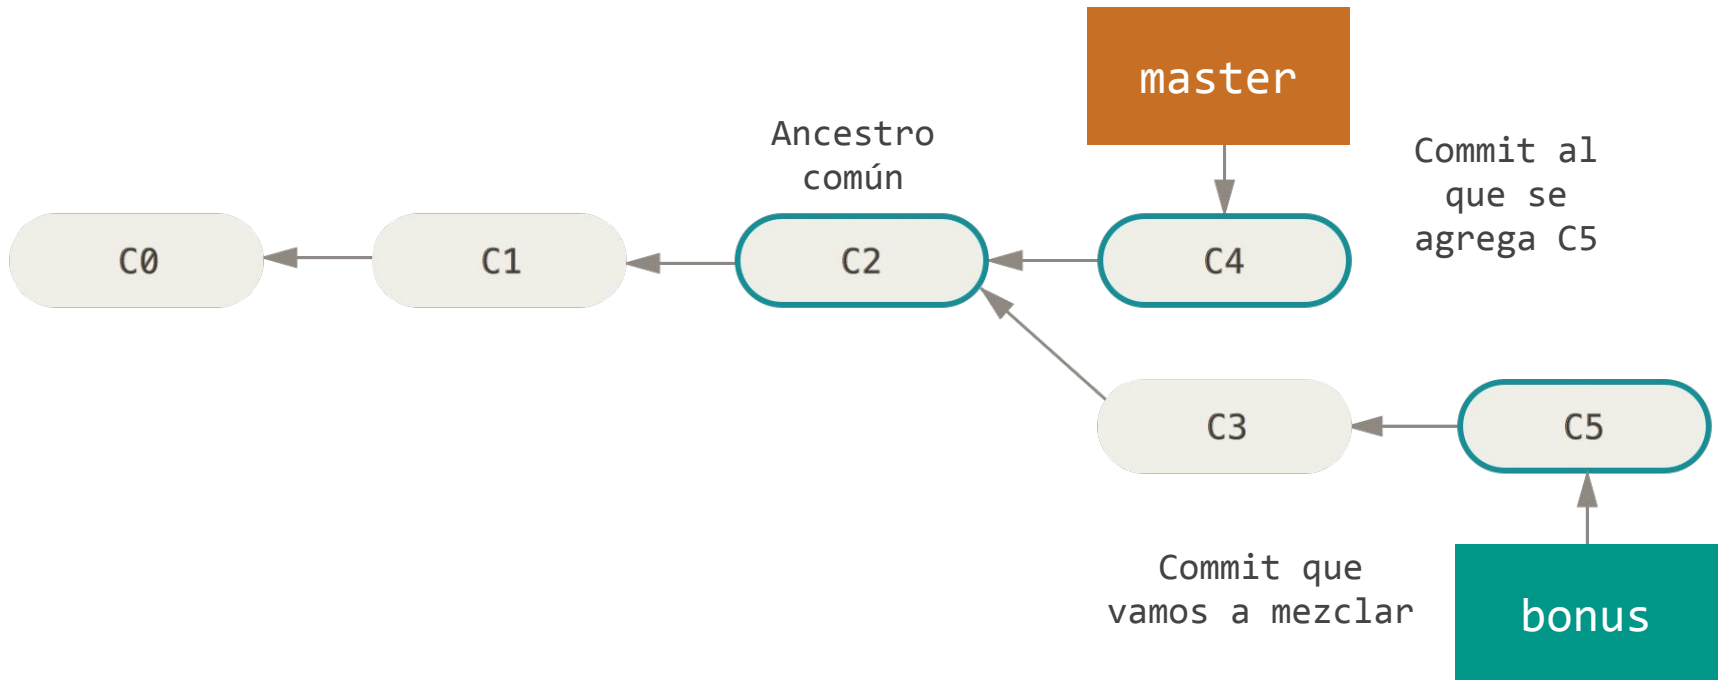 master
Ancestro
común
Commit al
que se
agrega C5
C0
C1
C2
C4
C3
C5
Commit que
vamos a mezclar
bonus